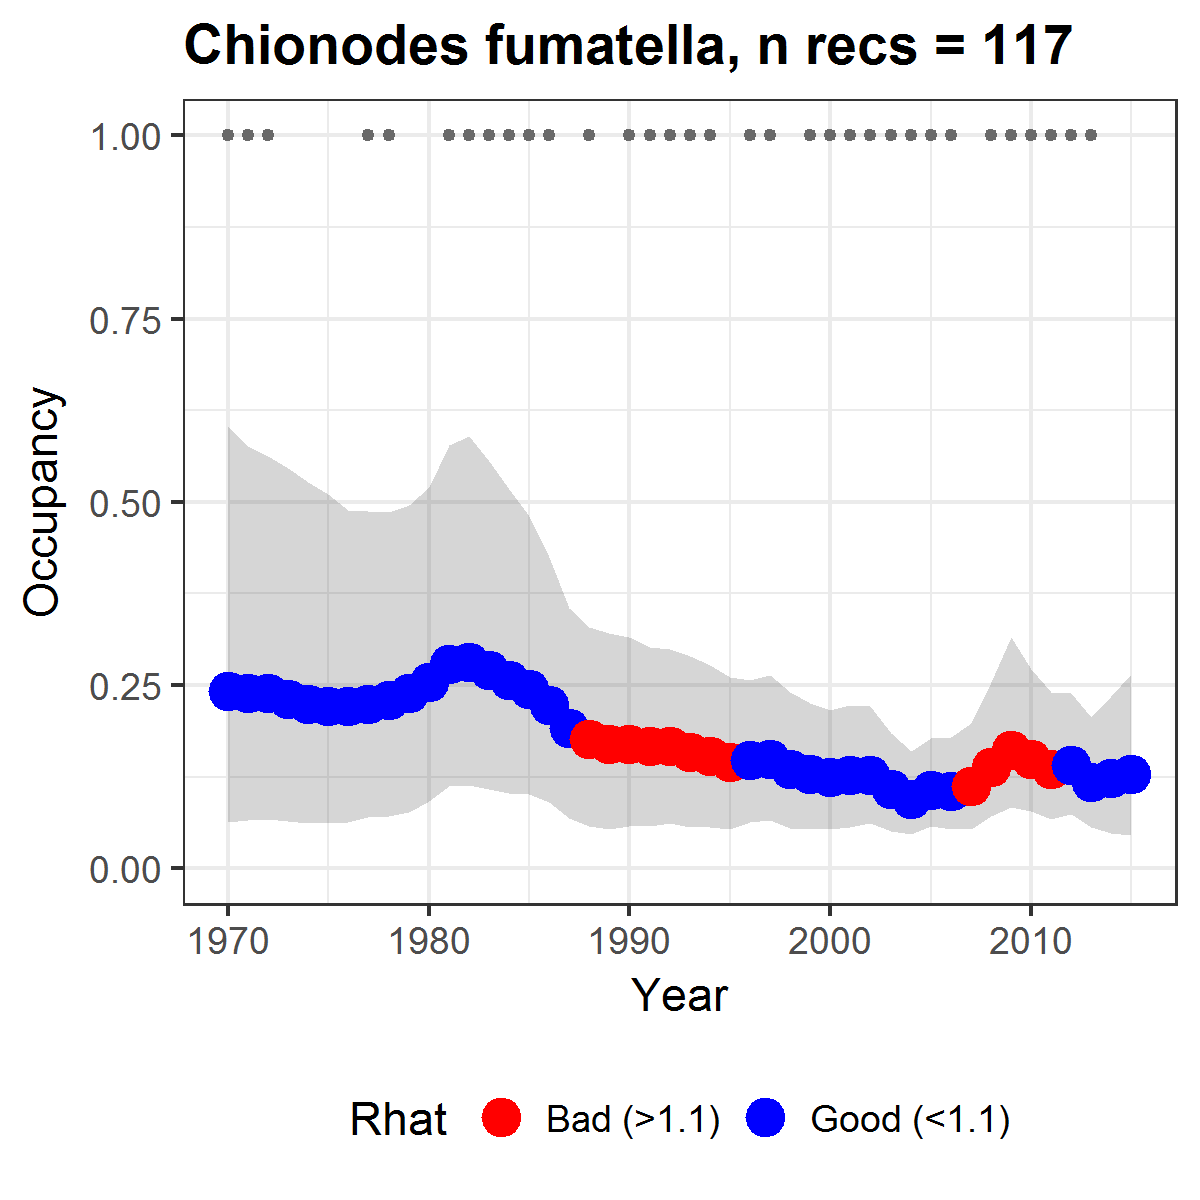 Chionodes fumatella, n recs = 117
1.00
0.75
0.50
0.25
0.00
Occupancy
1970 1980 1990 2000 2010
Year
Rhat Bad (>1.1) Good (<1.1)